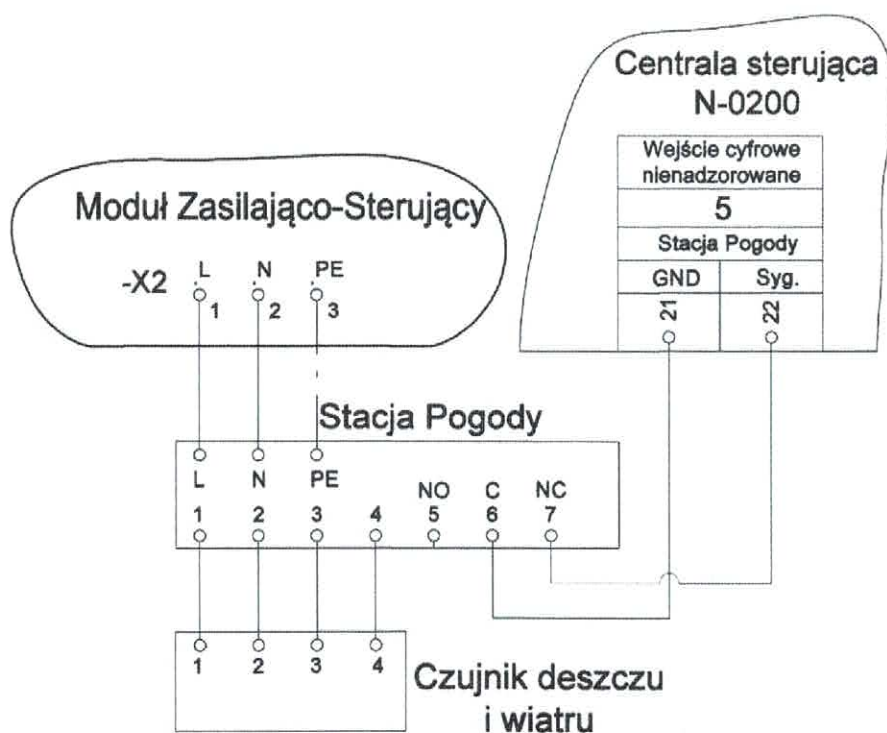 Centrala sterująca
N-0200
Wejście cyfrowe
nienadzorowane
5
Stacja Pogody
GND Syg.
21 22
Moduł Zasilająco-Sterujący
-X2 L N PE
1 2 3
Stacja Pogody
L N PE NO C NC
1 2 3 4 5 6 7
1 2 3 4
Czujnik deszczu
i wiatru